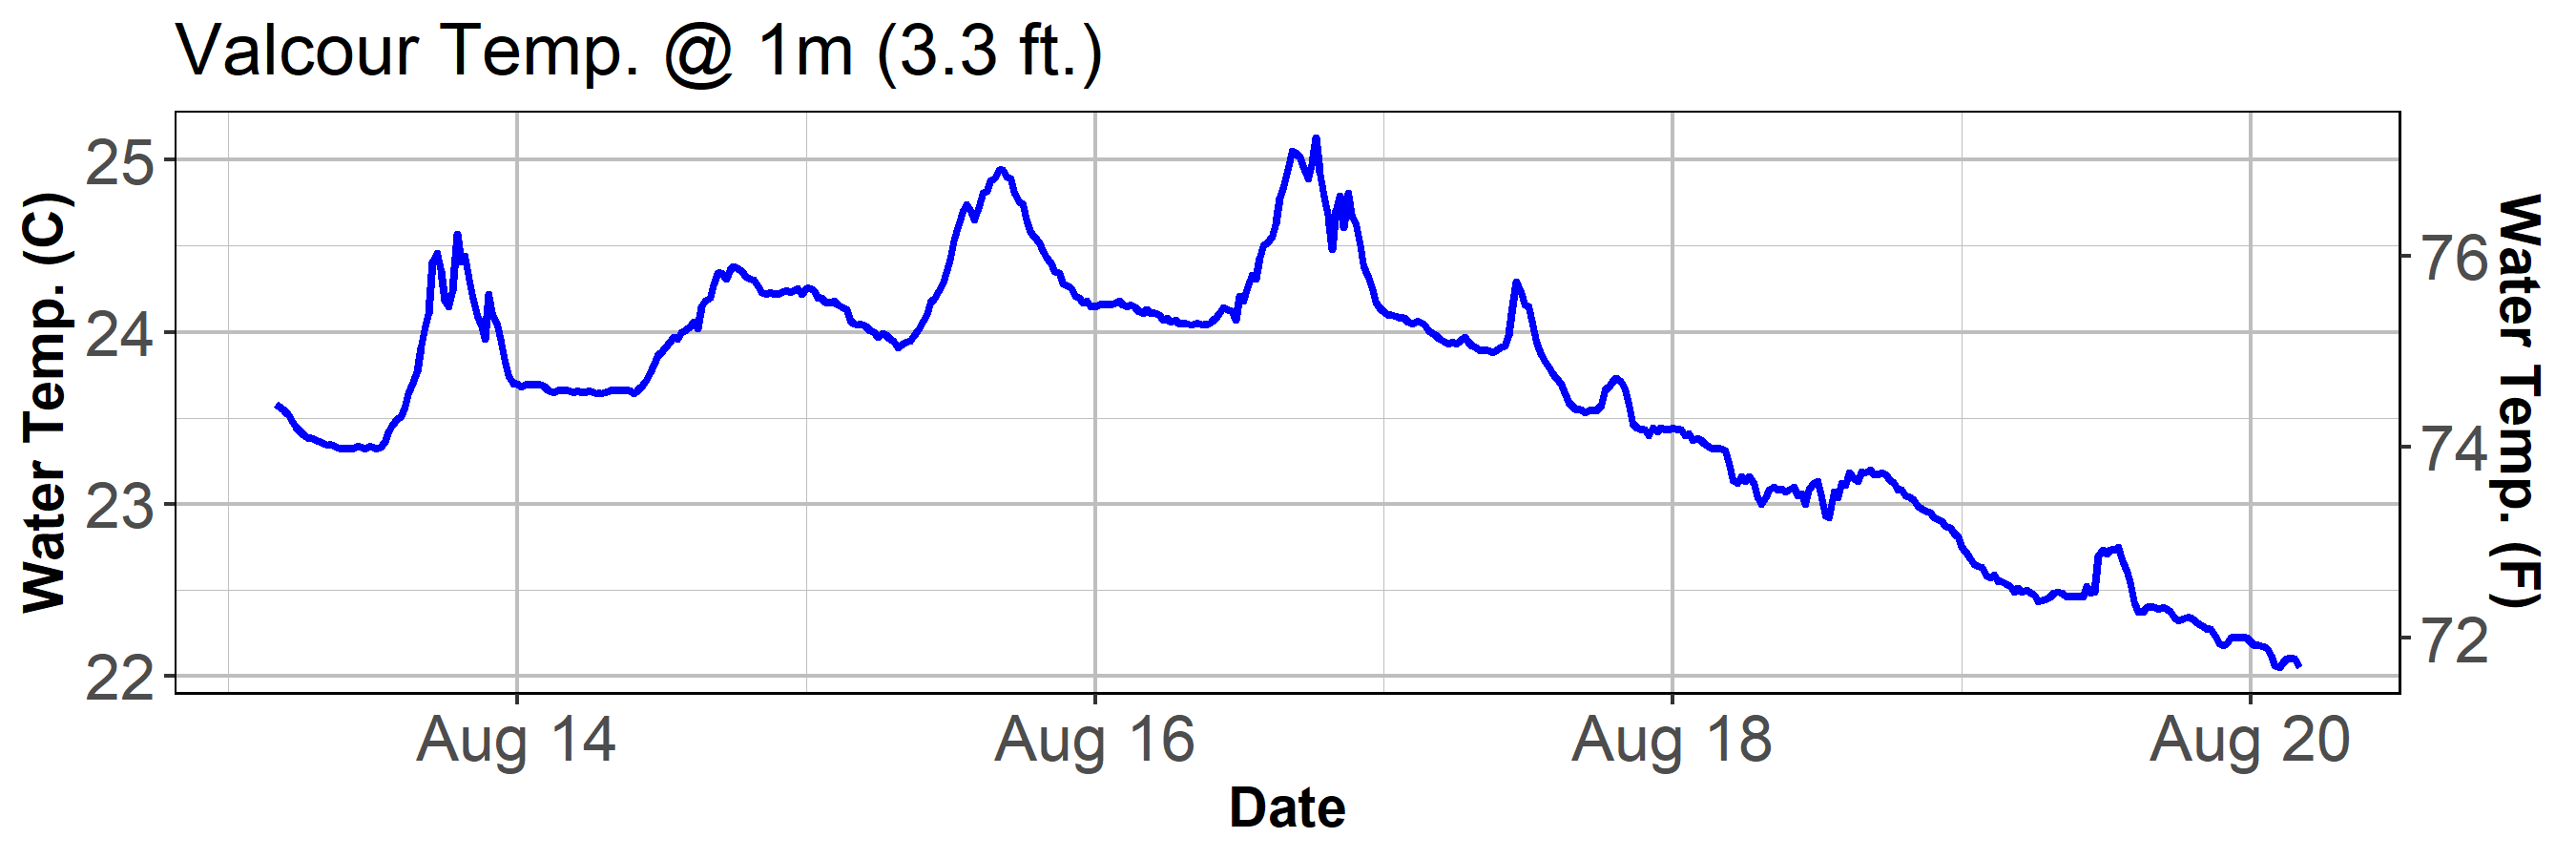 Valcour Temp. @ 1m (3.3 ft.)
Water Temp. (C)
25
24
23
22
76
74
72
Water Temp. (F)
Aug 14
Aug 16
Aug 18
Aug 20
Date